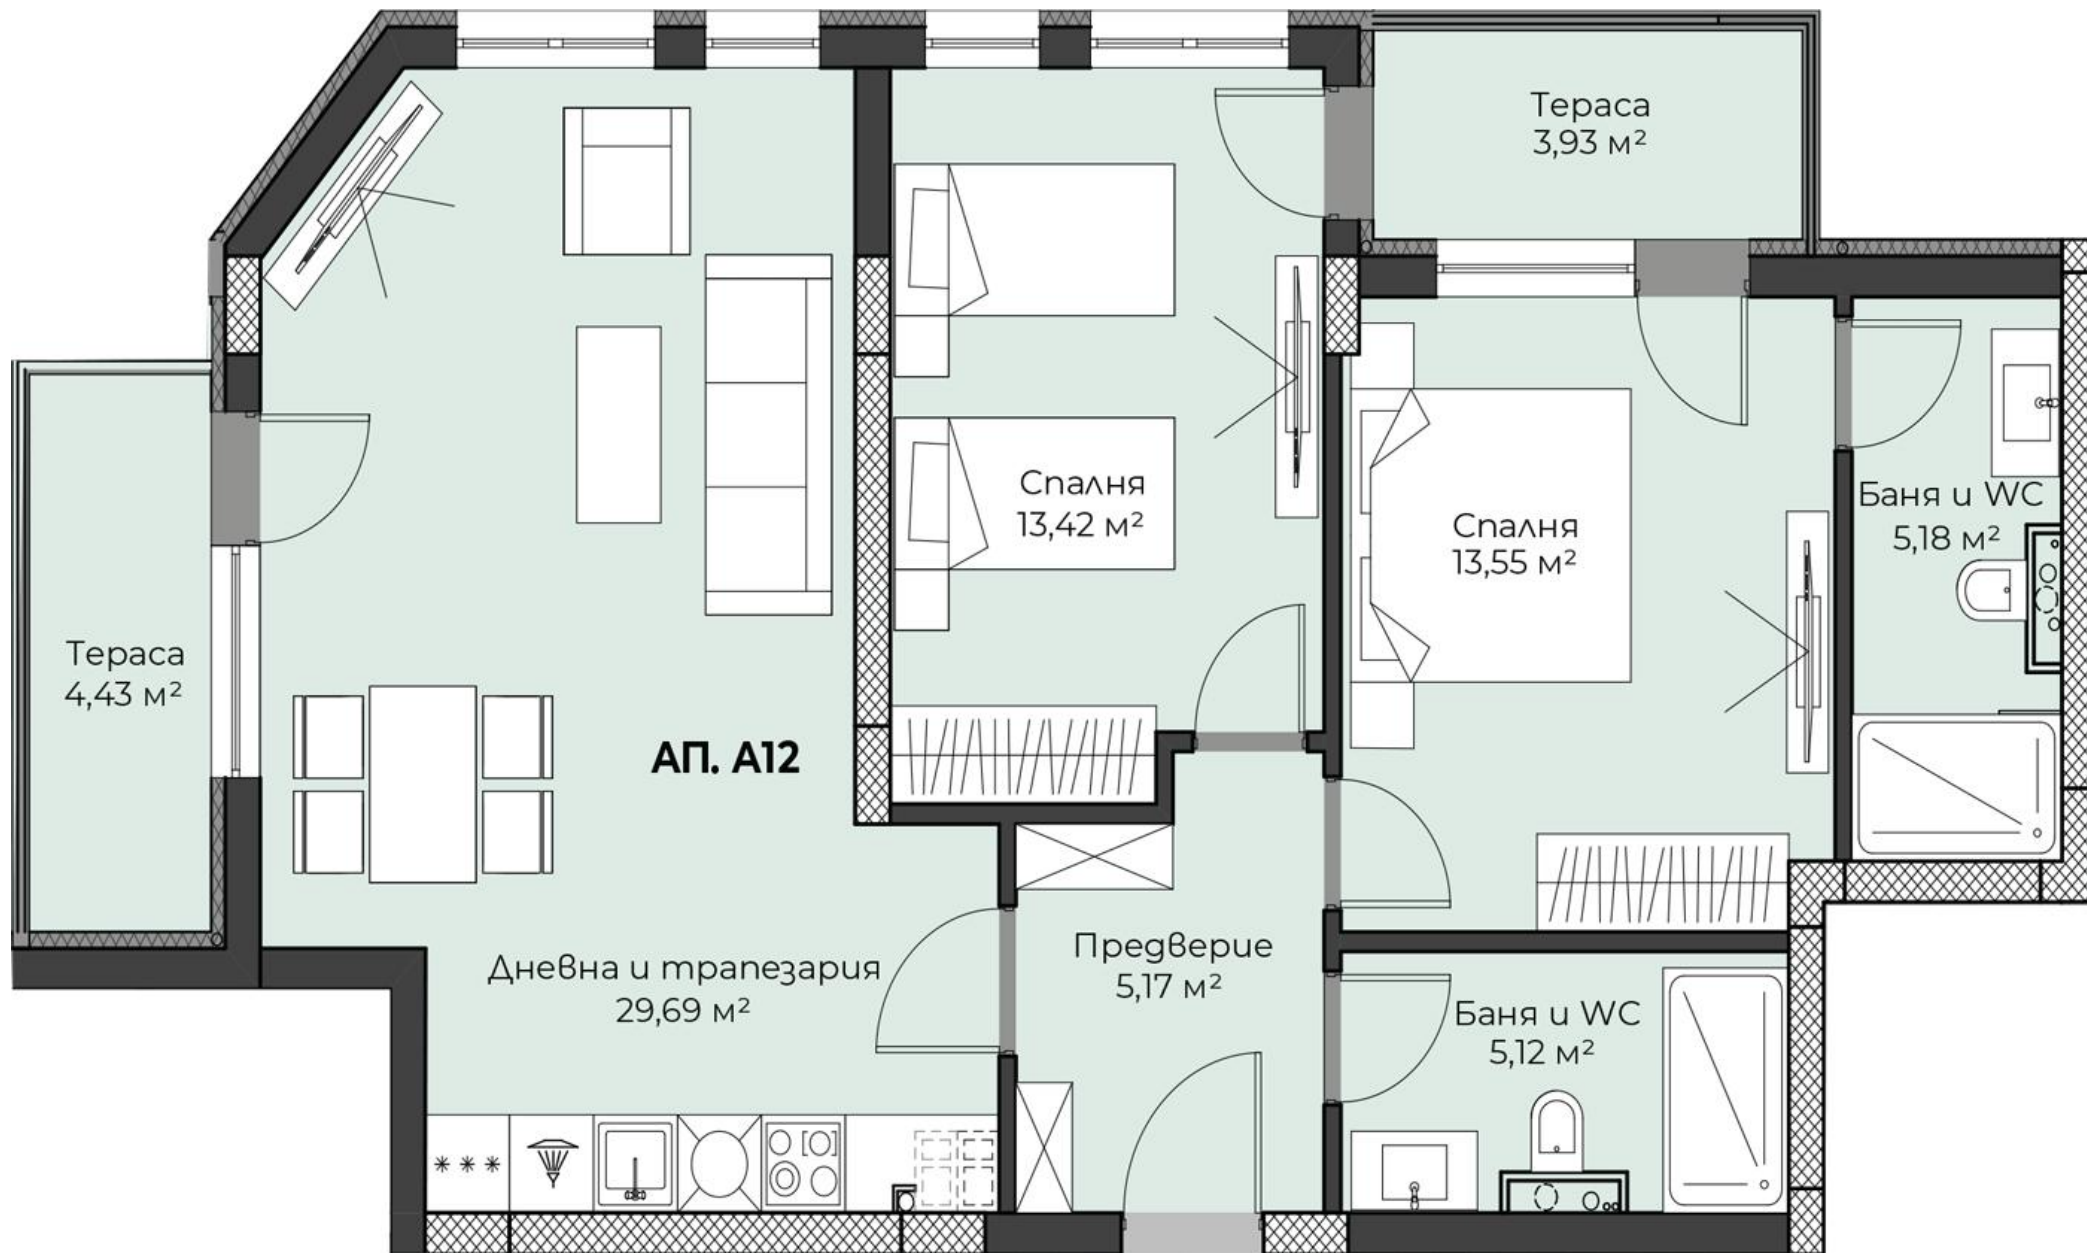 Тераса
3,93 м²
Спалня
13,42 м²
Спалня
13,55 м²
Баня и WC
5,18 м²
Тераса
4,43 м²
АП. А12
Дневна и трапезария
29,69 м²
Предверие
5,17 м²
Баня и WC
5,12 м²